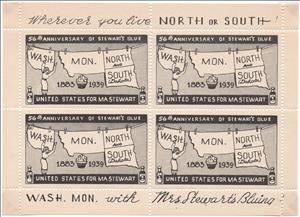 Wherever you live NORTH OR SOUTH!
56th ANNIVERSARY OF STEWART'S BLUE
WASH. MON. NORTH AND SOUTH Dakota
1883 1939
UNITED STATES FOR MA STEWART
56th ANNIVERSARY OF STEWART'S BLUE
WASH. MON. NORTH AND SOUTH Dakota
1883 1939
UNITED STATES FOR MA STEWART
56th ANNIVERSARY OF STEWART'S BLUE
WASH. MON. NORTH AND SOUTH Dakota
1883 1939
UNITED STATES FOR MA STEWART
56th ANNIVERSARY OF STEWART'S BLUE
WASH. MON. NORTH AND SOUTH Dakota
1883 1939
UNITED STATES FOR MA STEWART
WASH. MON. with Mrs Stewart's Bluing